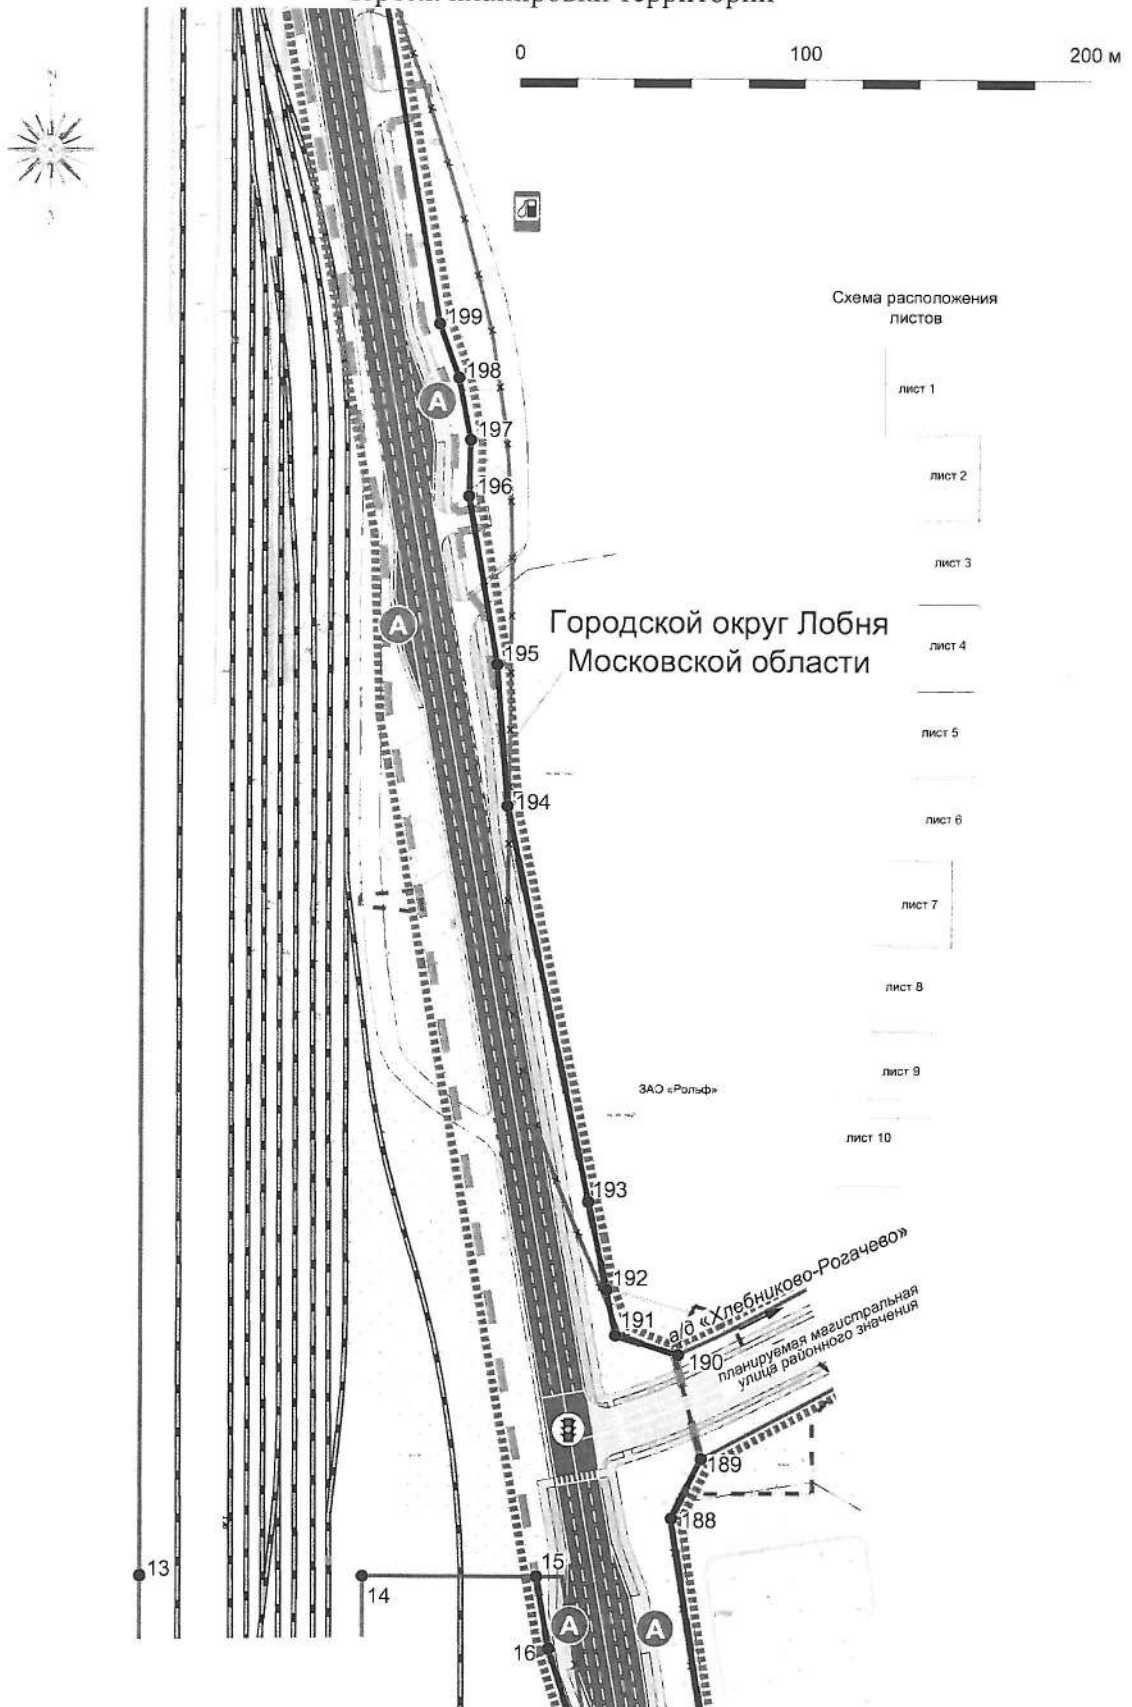 планировки территории
0 100 200 м
Схема расположения
листов
199
лист 1
198
А
197
лист 2
196
лист 3
Городской округ Лобня
Московской области
А
195
лист 4
лист 5
194
лист 6
лист 7
лист 8
ЗАО «Рольф»
лист 9
лист 10
193
192
а/д «Хлебниково-Рогачево»
191
190
планируемая магистральная
улица районного значения
189
188
13
14
15
А
А
16